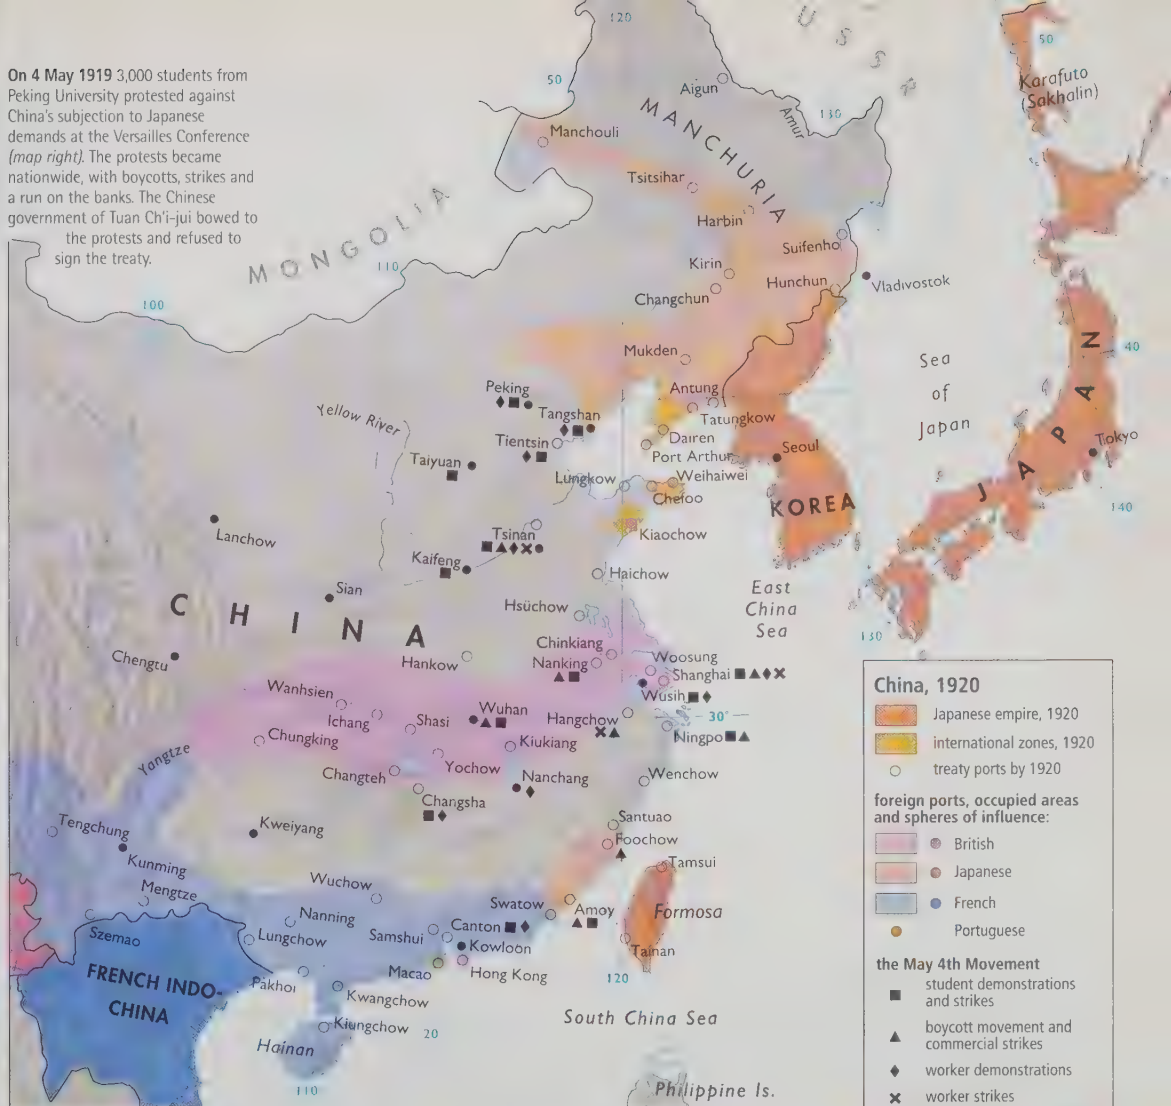 On 4 May 1919 3,000 students from
Peking University protested against
China's subjection to Japanese
demands at the Versailles Conference
(map right). The protests became
nationwide, with boycotts, strikes and
a run on the banks. The Chinese
government of Tuan Ch'i-jui bowed to
the protests and refused to
sign the treaty.
120
USSR
50
Karafuto
(Sakhalin)
50
Aigun
Amur
130
MANCHURIA
Manchouli
Tsitsihar
Harbin
Suifenho
MONGOLIA
110
100
Kirin
Hunchun
Changchun
Vladivostok
Mukden
Sea
of
Japan
JAPAN
40
Peking
Antung
Tatungkow
Yellow River
Tangshan
Tientsin
Dairen
Port Arthur
Seoul
Tokyo
Taiyuan
Lungkow
Weihaiwei
Chefoo
KOREA
140
Lanchow
Tsinan
Kiaochow
Kaifeng
Haichow
Sian
East
China
Sea
CHINA
Hsüchow
130
Chengtu
Hankow
Chinkiang
Nanking
Woosung
Shanghai
Wusih
Wanhsien
Ichang
Shasi
Wuhan
Hangchow
30°
Ningpo
Chungking
Kiukiang
Yangtze
Yochow
Changteh
Nanchang
Wenchow
Changsha
Tengchung
Kweiyang
Santuao
Foochow
Kunming
Tamsui
Mengtze
Wuchow
Swatow
Amoy
Formosa
Szemao
Nanning
Lungchow
Samshui
Canton
Kowloon
Tainan
FRENCH INDO-
CHINA
Pakhoi
Macao
Hong Kong
120
Kwangchow
Kiungchow
20
South China Sea
Hainan
110
Philippine Is.
China, 1920
Japanese empire, 1920
international zones, 1920
treaty ports by 1920
foreign ports, occupied areas
and spheres of influence:
British
Japanese
French
Portuguese
the May 4th Movement
student demonstrations
and strikes
boycott movement and
commercial strikes
worker demonstrations
worker strikes